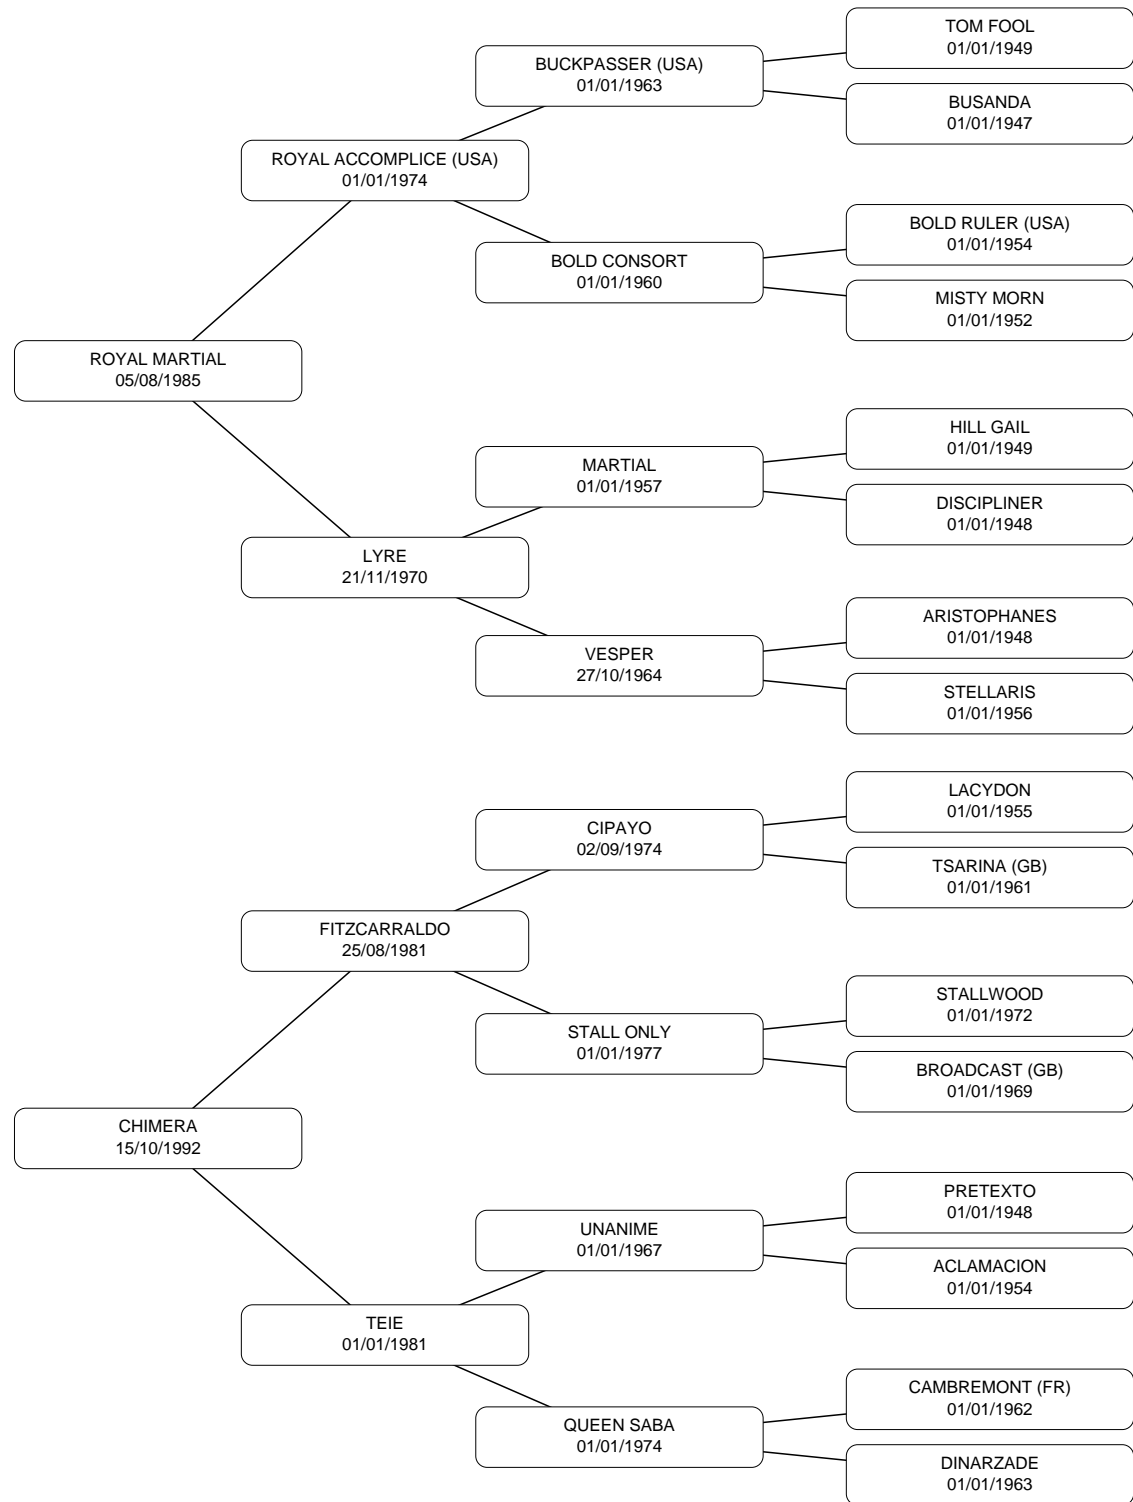 TOM FOOL
01/01/1949
BUCKPASSER (USA)
01/01/1963
BUSANDA
01/01/1947
ROYAL ACCOMPLICE (USA)
01/01/1974
BOLD RULER (USA)
01/01/1954
BOLD CONSORT
01/01/1960
MISTY MORN
01/01/1952
ROYAL MARTIAL
05/08/1985
HILL GAIL
01/01/1949
MARTIAL
01/01/1957
DISCIPLINER
01/01/1948
LYRE
21/11/1970
ARISTOPHANES
01/01/1948
VESPER
27/10/1964
STELLARIS
01/01/1956
LACYDON
01/01/1955
CIPAYO
02/09/1974
TSARINA (GB)
01/01/1961
FITZCARRALDO
25/08/1981
STALLWOOD
01/01/1972
STALL ONLY
01/01/1977
BROADCAST (GB)
01/01/1969
CHIMERA
15/10/1992
PRETEXTO
01/01/1948
UNANIME
01/01/1967
ACLAMACION
01/01/1954
TEIE
01/01/1981
CAMBREMONT (FR)
01/01/1962
QUEEN SABA
01/01/1974
DINARZADE
01/01/1963